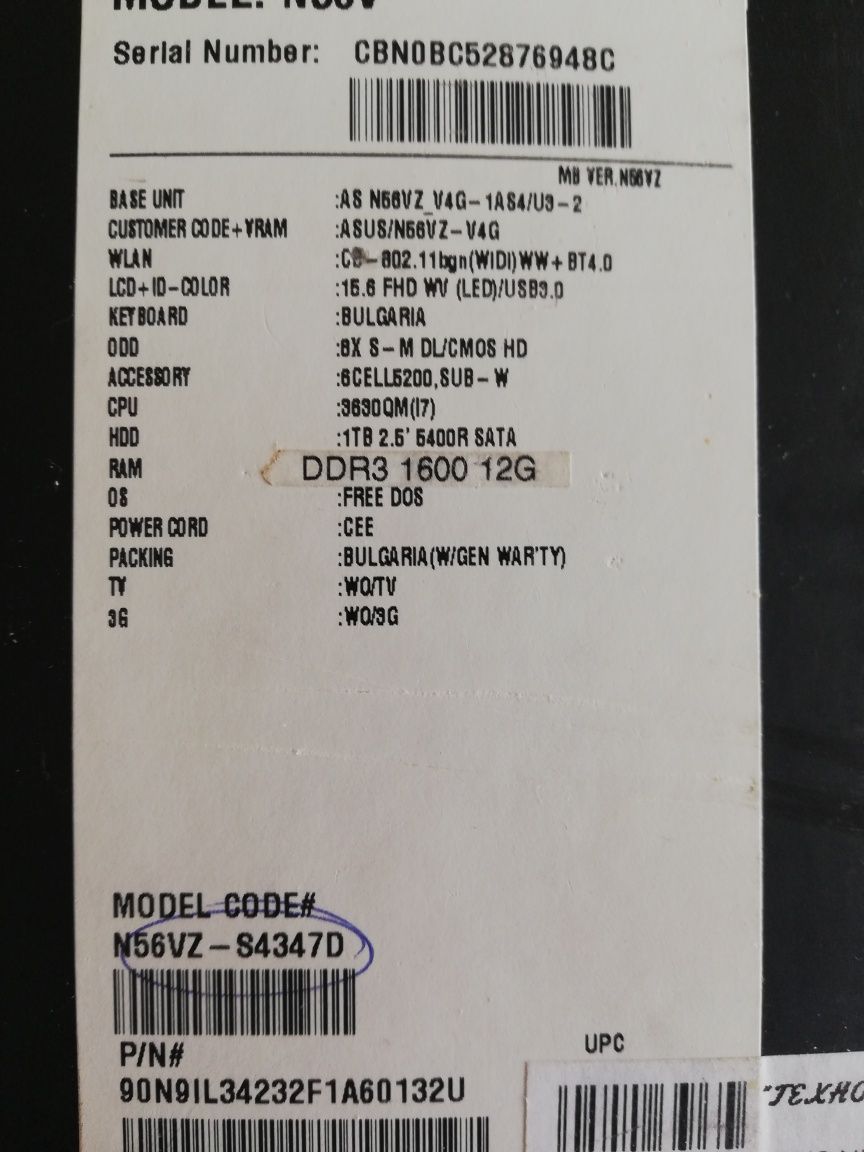 MODEL: N56V
Serial Number: CBN0BC52876948C
MB VER.N56VZ
BASE UNIT :AS N56VZ_V4G-1AS4/U3-2
CUSTOMER CODE+VRAM :ASUS/N56VZ-V4G
WLAN -802.11bgn(WIDI)WW+BT4.0
LCD+ID-COLOR :15.6 FHD WV (LED)/USB3.0
KEYBOARD :BULGARIA
ODD :8X S-M DL/CMOS HD
ACCESSORY :6CELL5200,SUB-W
CPU :3630QM(I7)
HDD :1TB 2.5' 5400R SATA
RAM DDR3 1600 12G
OS :FREE DOS
POWER CORD :CEE
PACKING :BULGARIA(W/GEN WAR'TY)
TV :WO/TV
3G :WO/3G
MODEL CODE#
N56VZ-S4347D
P/N#
90N9IL34232F1A60132U
UPC
"ТЕХНО